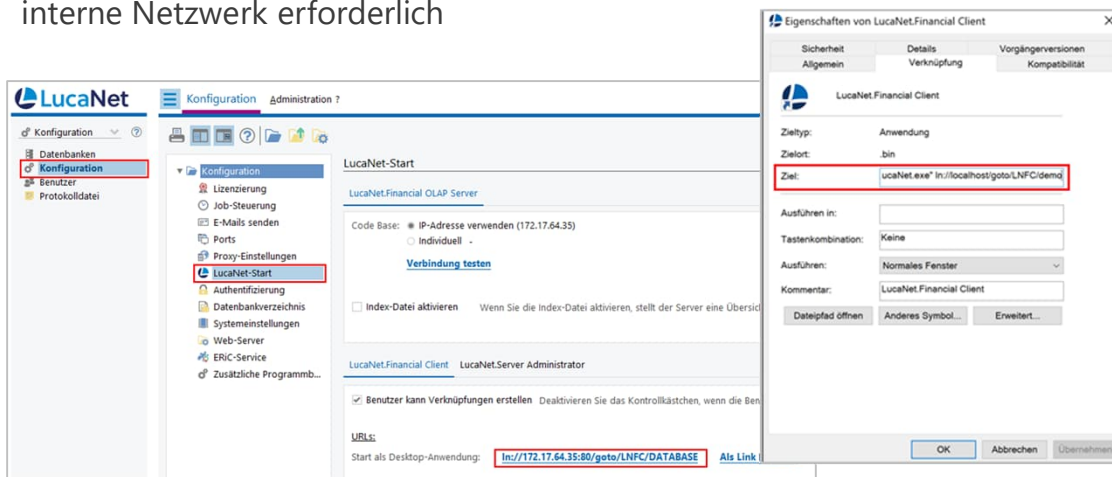 interne Netzwerk erforderlich
LucaNet
Konfiguration
Datenbanken
Konfiguration
Benutzer
Protokolldatei
Konfiguration Administration ?
Konfiguration
Lizenzierung
Job-Steuerung
E-Mails senden
Ports
Proxy-Einstellungen
LucaNet-Start
Authentifizierung
Datenbankverzeichnis
Systemeinstellungen
Web-Server
ERiC-Service
Zusätzliche Programmb...
LucaNet-Start
LucaNet.Financial OLAP Server
Code Base: IP-Adresse verwenden (172.17.64.35)
Individuell -
Verbindung testen
Index-Datei aktivieren Wenn Sie die Index-Datei aktivieren, stellt der Server eine
LucaNet.Financial Client LucaNet.Server Administrator
Benutzer kann Verknüpfungen erstellen Deaktivieren Sie das Kontrollkästchen, wenn die
URLs:
Start als Desktop-Anwendung: ln://172.17.64.35:80/goto/LNFC/DATABASE Als Link
Eigenschaften von LucaNet.Financial Client
Sicherheit Details Vorgängerversionen
Allgemein Verknüpfung Kompatibilität
LucaNet.Financial Client
Zieltyp: Anwendung
Zielort: .bin
Ziel: ucaNet.exe" ln://localhost/goto/LNFC/demo
Ausführen in:
Tastenkombination: Keine
Ausführen: Normales Fenster
Kommentar: LucaNet.Financial Client
Dateipfad öffnen Anderes Symbol... Erweitert...
OK Abbrechen Übernehmen